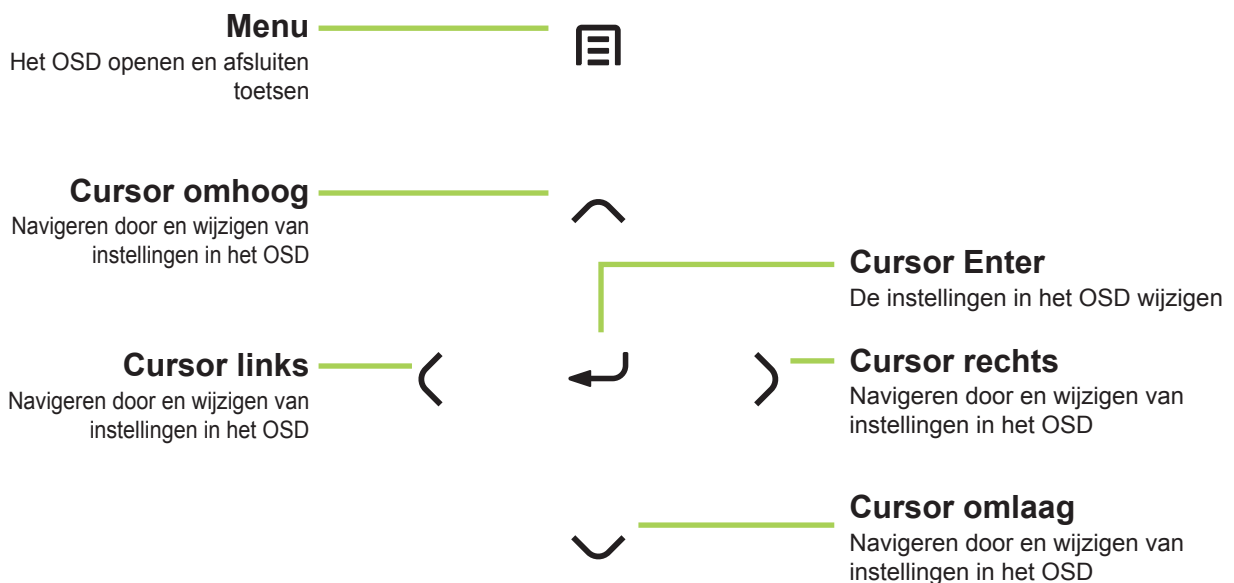 Menu
Het OSD openen en afsluiten
toetsen
Cursor omhoog
Navigeren door en wijzigen van
instellingen in het OSD
Cursor Enter
De instellingen in het OSD wijzigen
Cursor links
Navigeren door en wijzigen van
instellingen in het OSD
Cursor rechts
Navigeren door en wijzigen van
instellingen in het OSD
Cursor omlaag
Navigeren door en wijzigen van
instellingen in het OSD